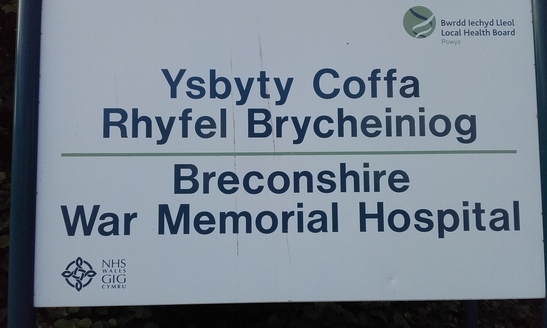 Bwrdd Iechyd Lleol
Local Health Board
Powys
Ysbyty Coffa
Rhyfel Brycheiniog
Breconshire
War Memorial Hospital
NHS
WALES
GIG
CYMRU